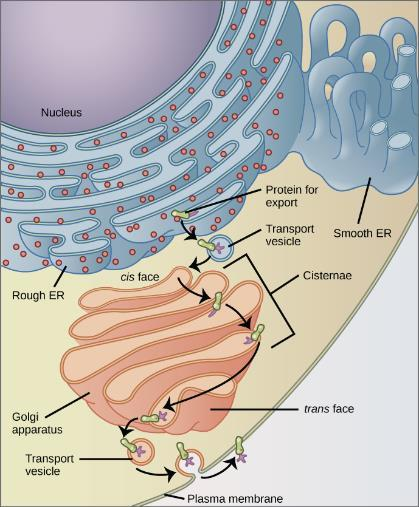 Nucleus
Protein for
export
Transport
vesicle
Smooth ER
cis face
Cisternae
Rough ER
Golgi
apparatus
trans face
Transport
vesicle
Plasma membrane